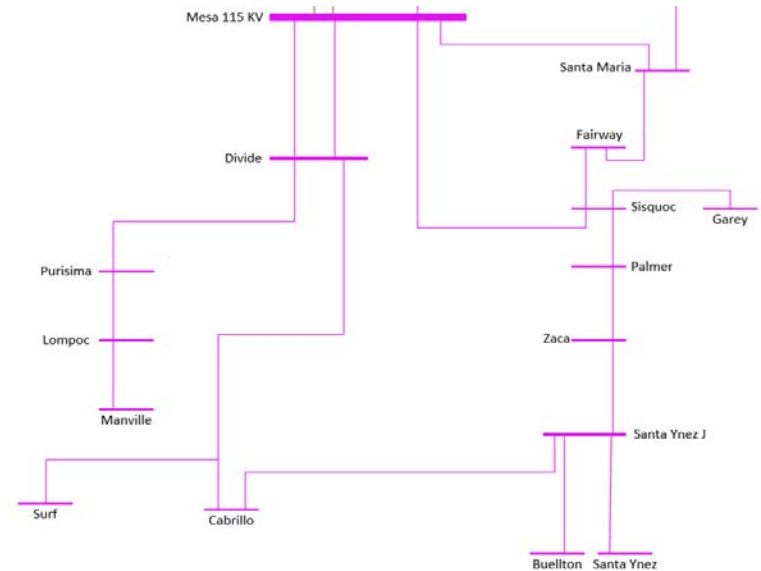 Mesa 115 KV
Santa Maria
Fairway
Divide
Sisquoc
Garey
Palmer
Purisima
Lompoc
Zaca
Manville
Santa Ynez J
Surf
Cabrillo
Buellton
Santa Ynez